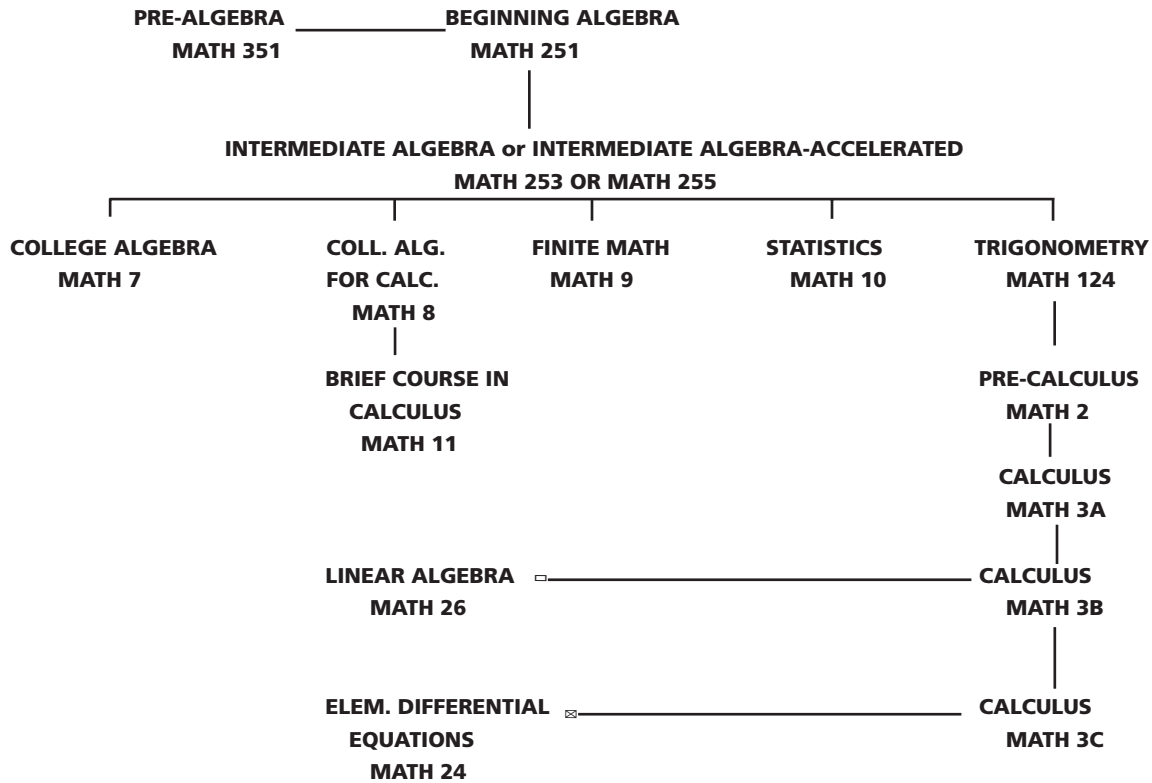 PRE-ALGEBRA
MATH 351
BEGINNING ALGEBRA
MATH 251
INTERMEDIATE ALGEBRA or INTERMEDIATE ALGEBRA-ACCELERATED
MATH 253 OR MATH 255
COLLEGE ALGEBRA
MATH 7
COLL. ALG.
FOR CALC.
MATH 8
FINITE MATH
MATH 9
STATISTICS
MATH 10
TRIGONOMETRY
MATH 124
BRIEF COURSE IN
CALCULUS
MATH 11
PRE-CALCULUS
MATH 2
CALCULUS
MATH 3A
LINEAR ALGEBRA
MATH 26
CALCULUS
MATH 3B
ELEM. DIFFERENTIAL
EQUATIONS
MATH 24
CALCULUS
MATH 3C